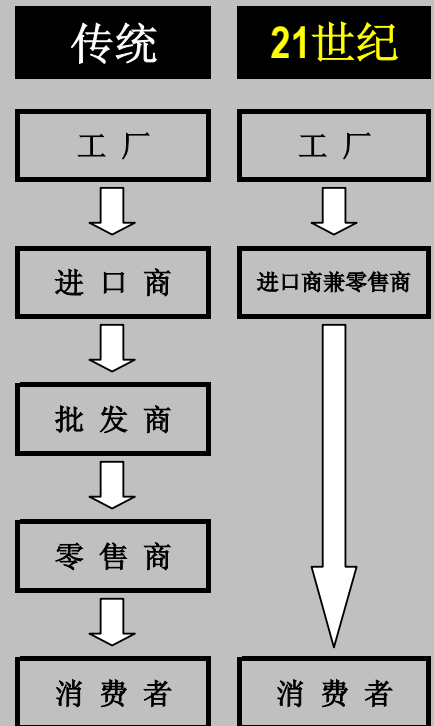 传统
21世纪
工 厂
工 厂
进 口 商
进口商兼零售商
批 发 商
零 售 商
消 费 者
消 费 者